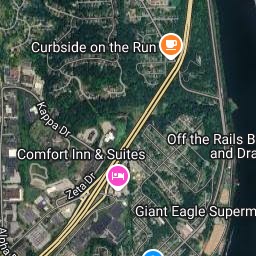 Curbside on the Run
Kappa Dr
Off the Rails B
and Dra
Comfort Inn & Suites
Zeta Dr
Giant Eagle Superm
Alpha